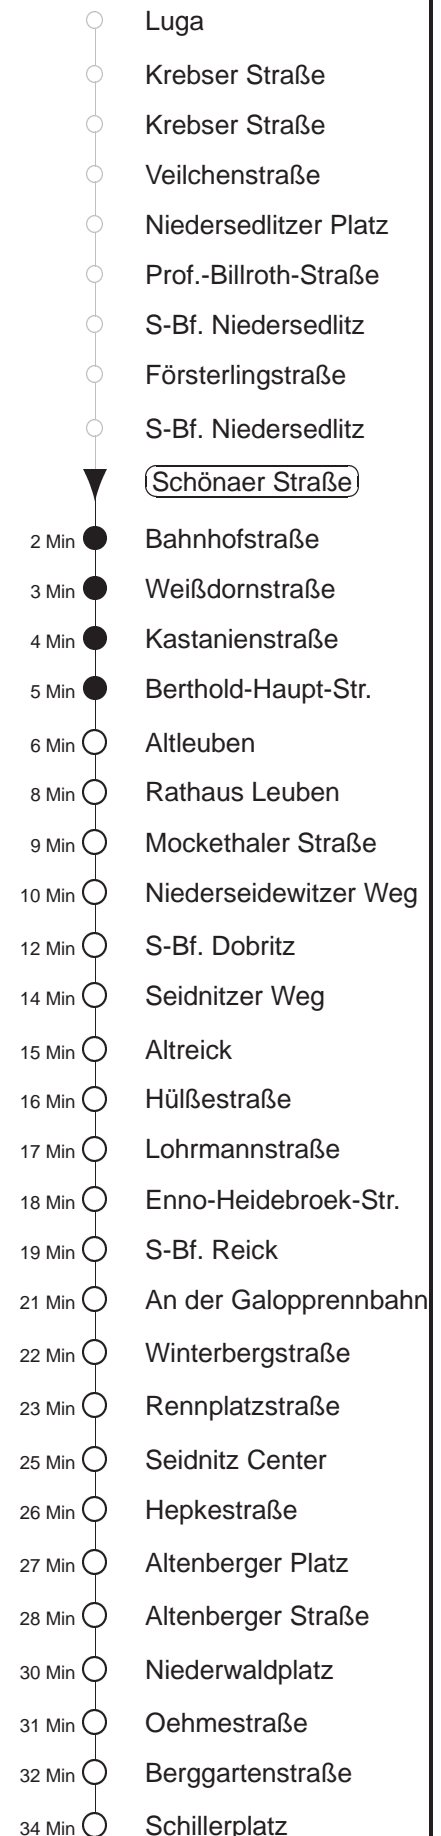 Luga
Krebser Straße
Krebser Straße
Veilchenstraße
Niedersedlitzer Platz
Prof.-Billroth-Straße
S-Bf. Niedersedlitz
Försterlingstraße
S-Bf. Niedersedlitz
Schönaer Straße
2 Min Bahnhofstraße
3 Min Weißdornstraße
4 Min Kastanienstraße
5 Min Berthold-Haupt-Str.
6 Min Altleuben
8 Min Rathaus Leuben
9 Min Mockethaler Straße
10 Min Niederseidewitzer Weg
12 Min S-Bf. Dobritz
14 Min Seidnitzer Weg
15 Min Altreick
16 Min Hülßestraße
17 Min Lohrmannstraße
18 Min Enno-Heidebroek-Str.
19 Min S-Bf. Reick
21 Min An der Galopprennbahn
22 Min Winterbergstraße
23 Min Rennplatzstraße
25 Min Seidnitz Center
26 Min Hepkestraße
27 Min Altenberger Platz
28 Min Altenberger Straße
30 Min Niederwaldplatz
31 Min Oehmestraße
32 Min Berggartenstraße
34 Min Schillerplatz